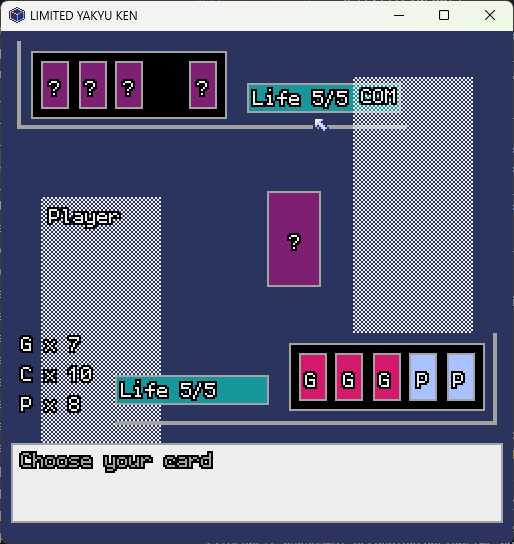 LIMITED YAKYU KEN
? ? ? ?
Life 5/5 COM
Player
?
G x 7
C x 10
P x 8
Life 5/5
G G G P P
Choose your card